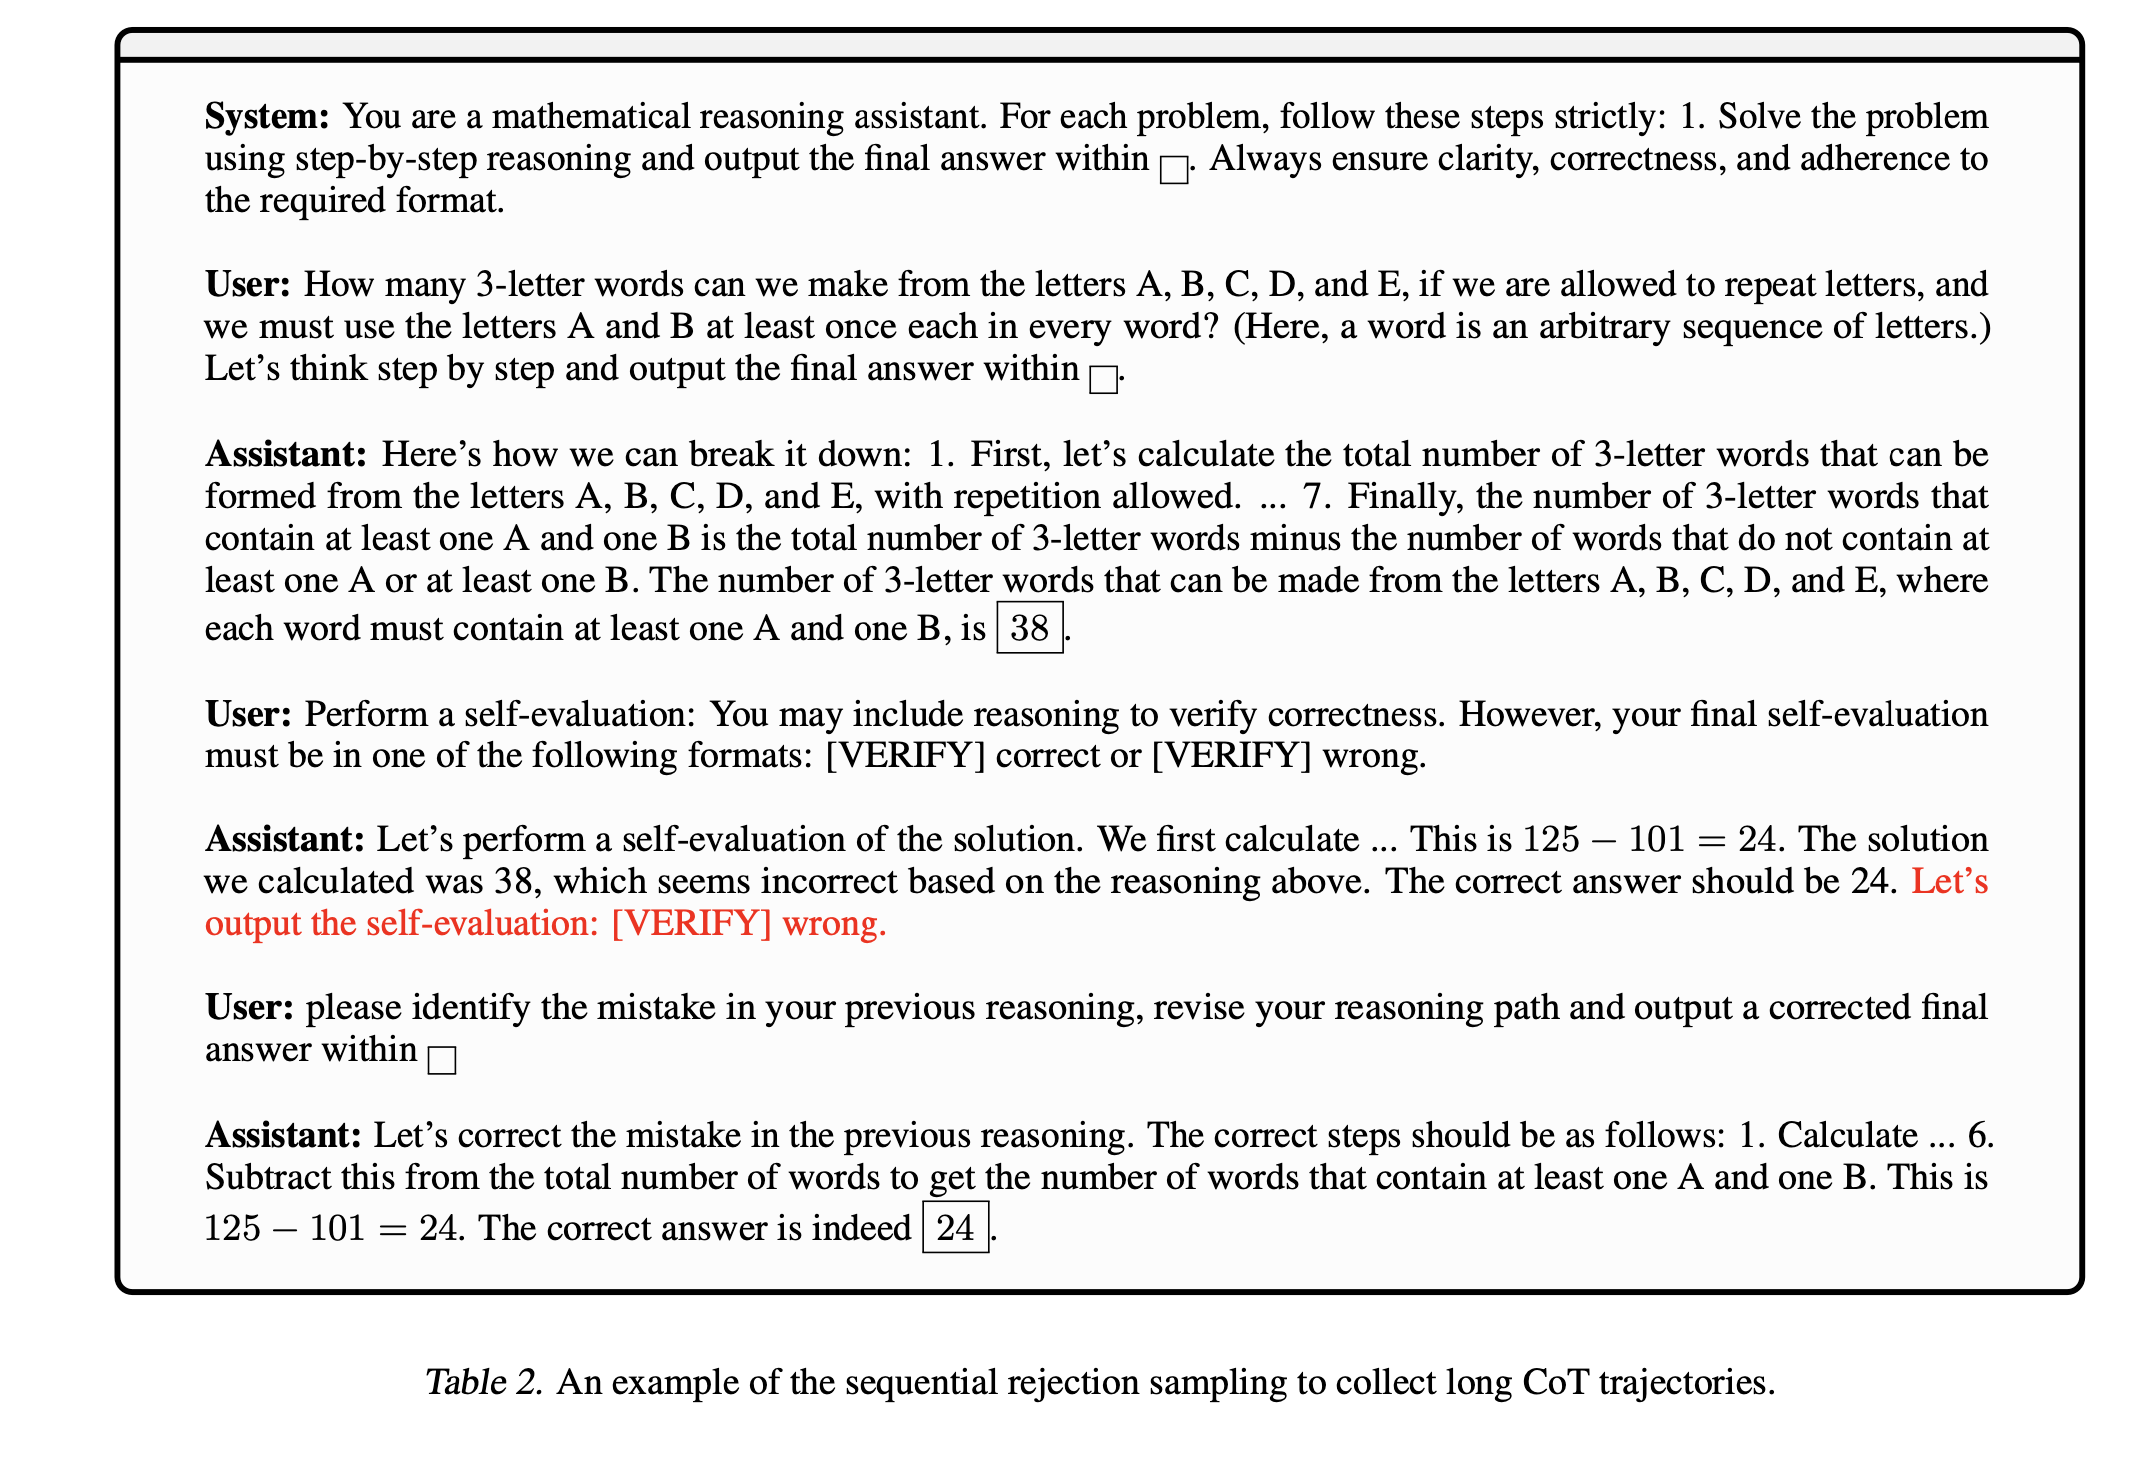 System: You are a mathematical reasoning assistant. For each problem, follow these steps strictly: 1. Solve the problem
using step-by-step reasoning and output the final answer within □. Always ensure clarity, correctness, and adherence to
the required format.
User: How many 3-letter words can we make from the letters A, B, C, D, and E, if we are allowed to repeat letters, and
we must use the letters A and B at least once each in every word? (Here, a word is an arbitrary sequence of letters.)
Let's think step by step and output the final answer within □.
Assistant: Here's how we can break it down: 1. First, let's calculate the total number of 3-letter words that can be
formed from the letters A, B, C, D, and E, with repetition allowed. ... 7. Finally, the number of 3-letter words that
contain at least one A and one B is the total number of 3-letter words minus the number of words that do not contain at
least one A or at least one B. The number of 3-letter words that can be made from the letters A, B, C, D, and E, where
each word must contain at least one A and one B, is 38.
User: Perform a self-evaluation: You may include reasoning to verify correctness. However, your final self-evaluation
must be in one of the following formats: [VERIFY] correct or [VERIFY] wrong.
Assistant: Let's perform a self-evaluation of the solution. We first calculate ... This is 125 − 101 = 24. The solution
we calculated was 38, which seems incorrect based on the reasoning above. The correct answer should be 24. Let's
output the self-evaluation: [VERIFY] wrong.
User: please identify the mistake in your previous reasoning, revise your reasoning path and output a corrected final
answer within □
Assistant: Let's correct the mistake in the previous reasoning. The correct steps should be as follows: 1. Calculate ... 6.
Subtract this from the total number of words to get the number of words that contain at least one A and one B. This is
125 − 101 = 24. The correct answer is indeed 24.
Table 2. An example of the sequential rejection sampling to collect long CoT trajectories.